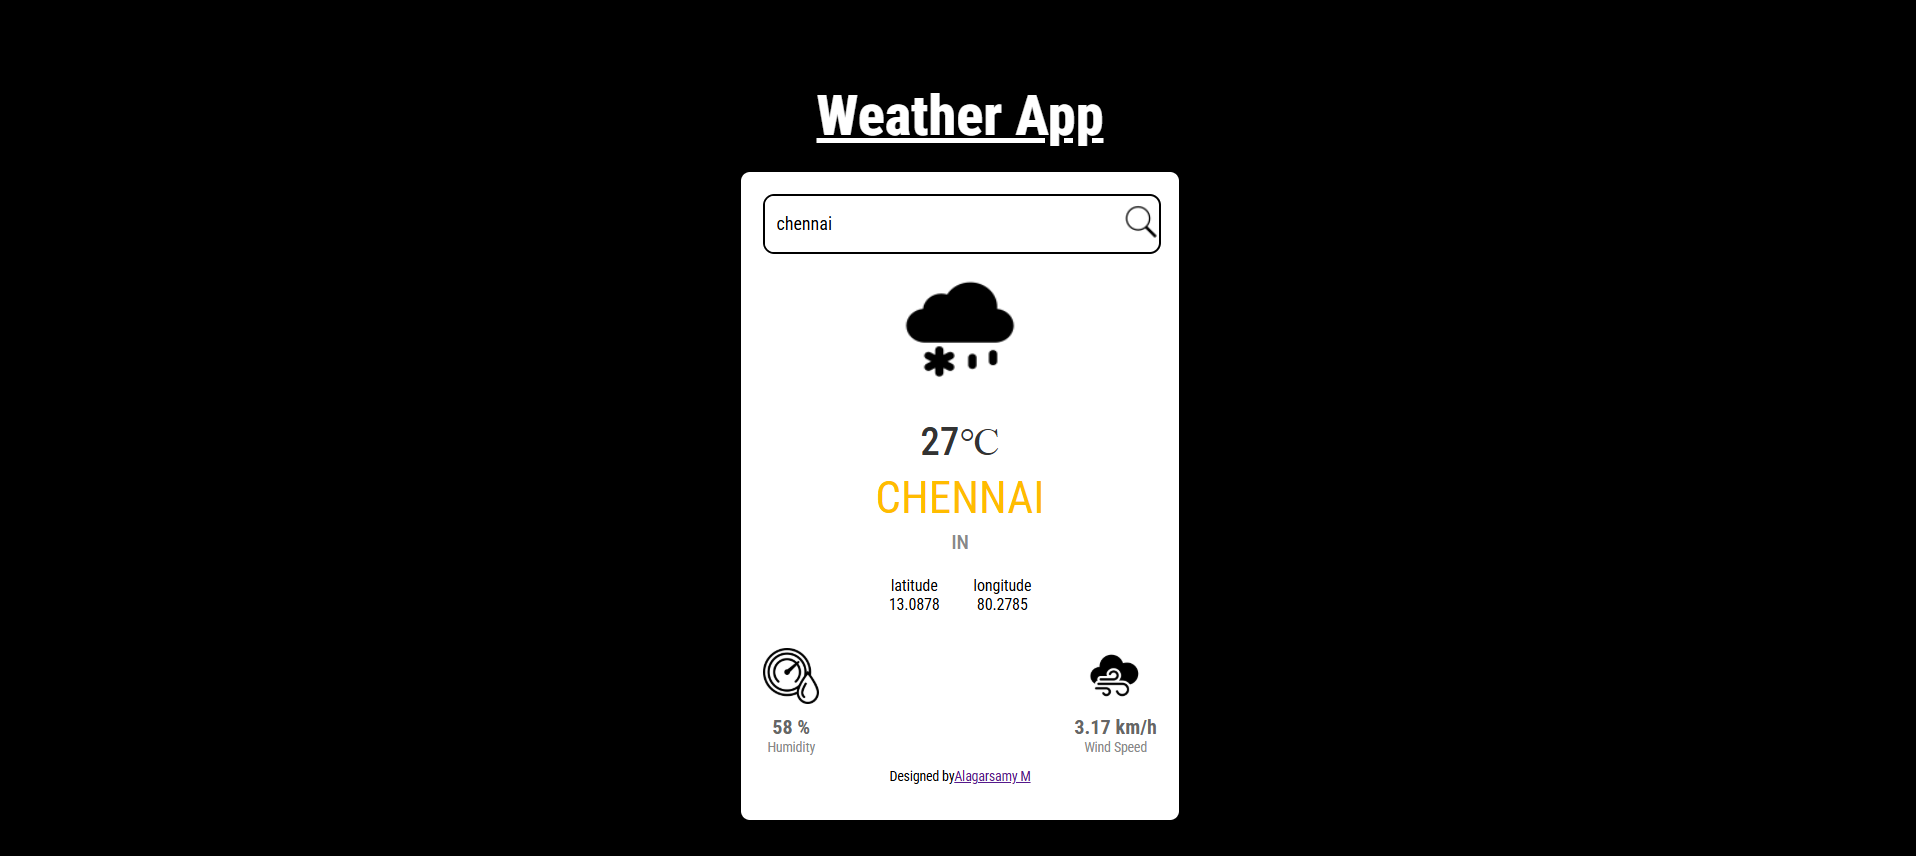 Weather App
chennai
27°C
CHENNAI
IN
latitude longitude
13.0878 80.2785
58 % 3.17 km/h
Humidity Wind Speed
Designed byAlagarsamy M